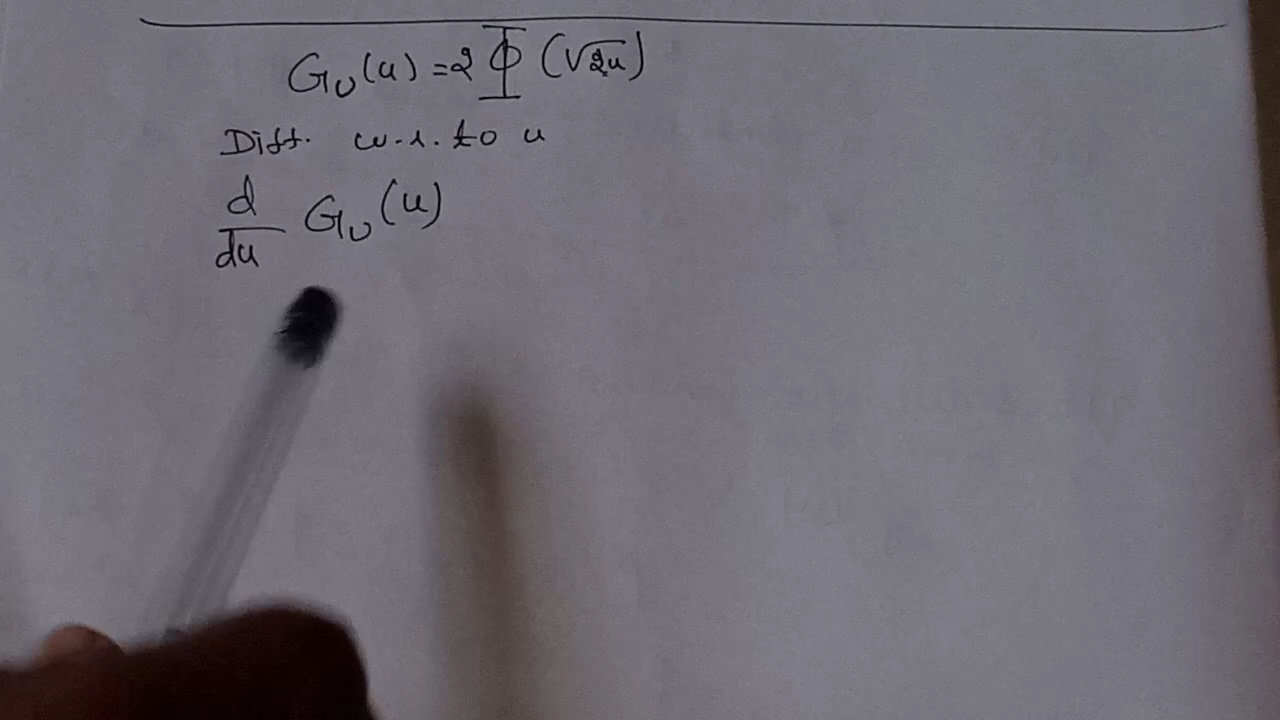 G_U(u) = 2 Φ (√2u)
Diff. w.r. to u
d/du G_U(u)